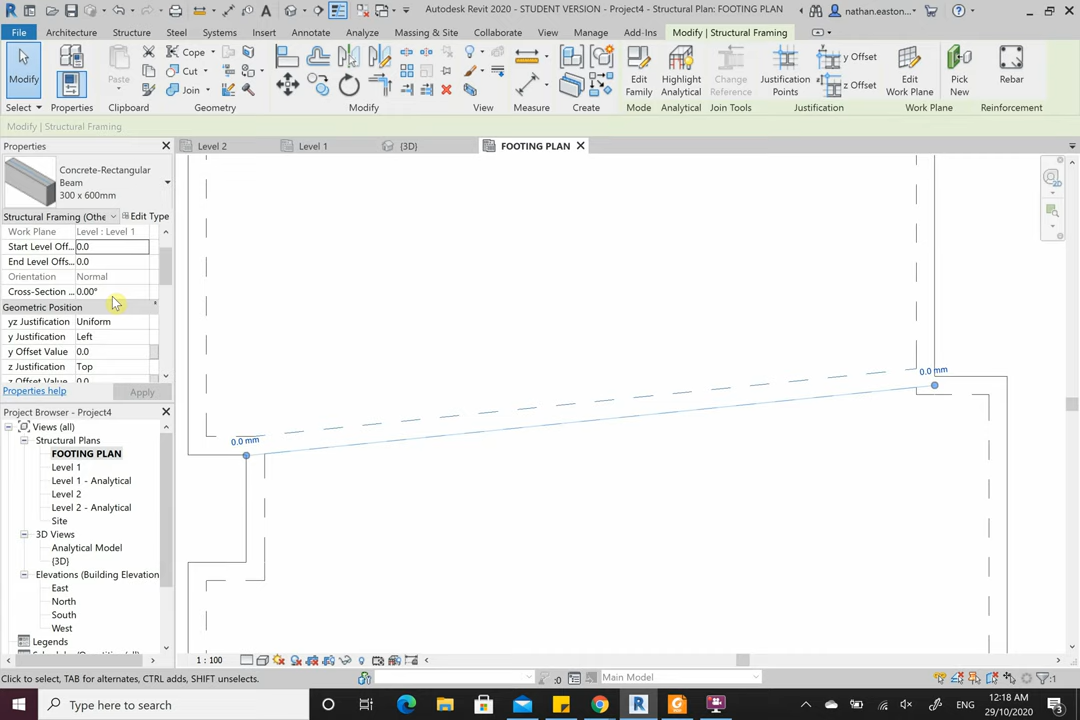 Autodesk Revit 2020 - STUDENT VERSION - Project4 - Structural Plan: FOOTING PLAN
nathan.easton...
File Architecture Structure Steel Systems Insert Annotate Analyze Massing & Site Collaborate View Manage Add-Ins Modify | Structural Framing
Modify
Properties
Paste
Cope
Cut
Join
Edit Family
Highlight Analytical
Change Reference
Justification Points
y Offset
z Offset
Edit Work Plane
Pick New
Rebar
Select Properties Clipboard Geometry Modify View Measure Create Mode Analytical Join Tools Justification Work Plane Reinforcement
Modify | Structural Framing
Properties
Level 2 Level 1 {3D} FOOTING PLAN
Concrete-Rectangular
Beam
300 x 600mm
Structural Framing (Othe Edit Type
Work Plane Level : Level 1
Start Level Off... 0.0
End Level Offs... 0.0
Orientation Normal
Cross-Section ... 0.00°
Geometric Position
yz Justification Uniform
y Justification Left
y Offset Value 0.0
z Justification Top
z Offset Value 0.0
Properties help Apply
0.0 mm
0.0 mm
Project Browser - Project4
Views (all)
Structural Plans
FOOTING PLAN
Level 1
Level 1 - Analytical
Level 2
Level 2 - Analytical
Site
3D Views
Analytical Model
{3D}
Elevations (Building Elevation
East
North
South
West
Legends
1 : 100
Click to select, TAB for alternates, CTRL adds, SHIFT unselects.
:0
Main Model
:1
Type here to search
ENG
12:18 AM
29/10/2020
3